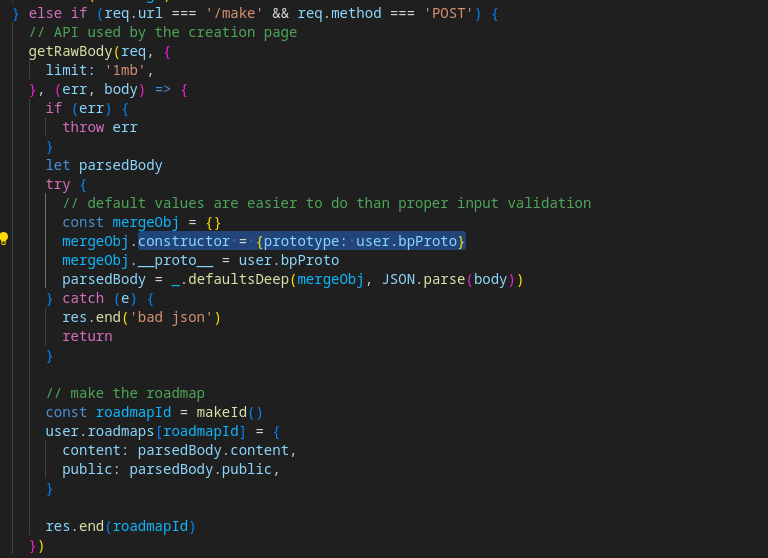 } else if (req.url === '/make' && req.method === 'POST') {
// API used by the creation page
getRawBody(req, {
limit: '1mb',
}, (err, body) => {
if (err) {
throw err
}
let parsedBody
try {
// default values are easier to do than proper input validation
const mergeObj = {}
mergeObj.constructor = {prototype: user.bpProto}
mergeObj.__proto__ = user.bpProto
parsedBody = _.defaultsDeep(mergeObj, JSON.parse(body))
} catch (e) {
res.end('bad json')
return
}
// make the roadmap
const roadmapId = makeId()
user.roadmaps[roadmapId] = {
content: parsedBody.content,
public: parsedBody.public,
}
res.end(roadmapId)
})